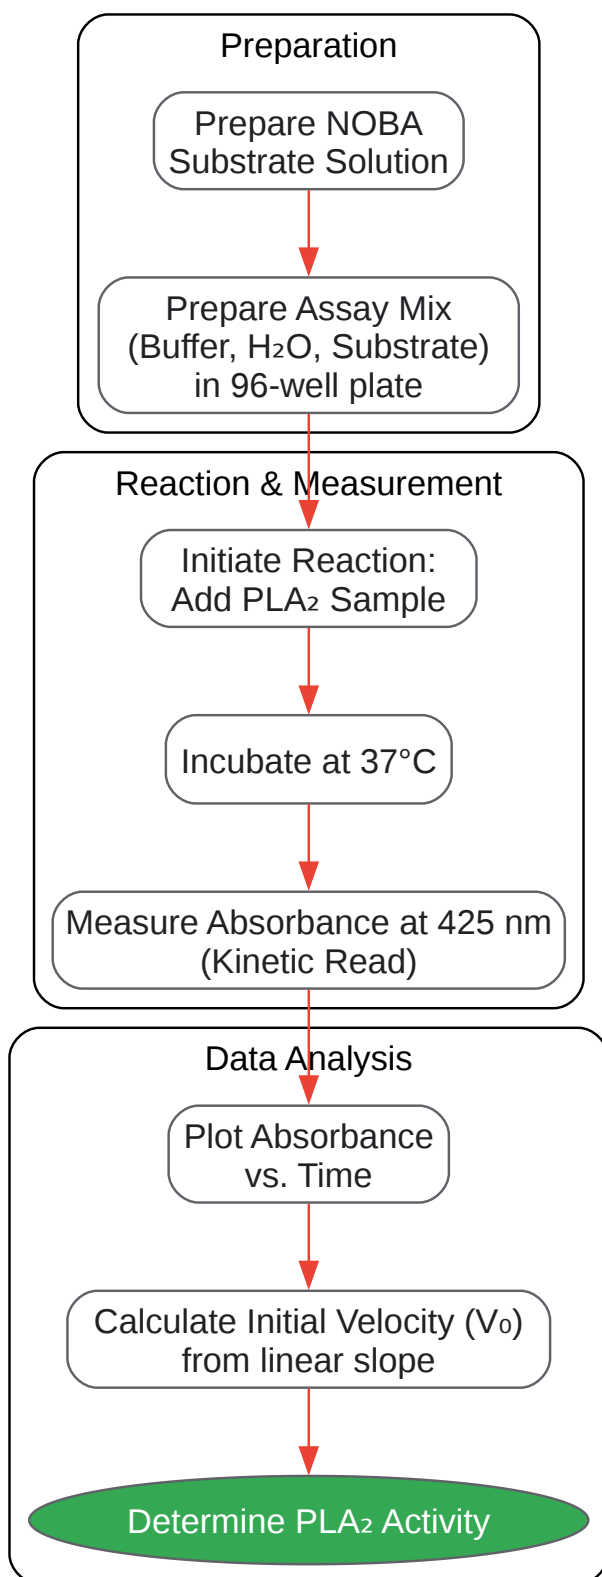 Preparation
Prepare NOBA
Substrate Solution
Prepare Assay Mix
(Buffer, H₂O, Substrate)
in 96-well plate
Reaction & Measurement
Initiate Reaction:
Add PLA₂ Sample
Incubate at 37°C
Measure Absorbance at 425 nm
(Kinetic Read)
Data Analysis
Plot Absorbance
vs. Time
Calculate Initial Velocity (V₀)
from linear slope
Determine PLA₂ Activity